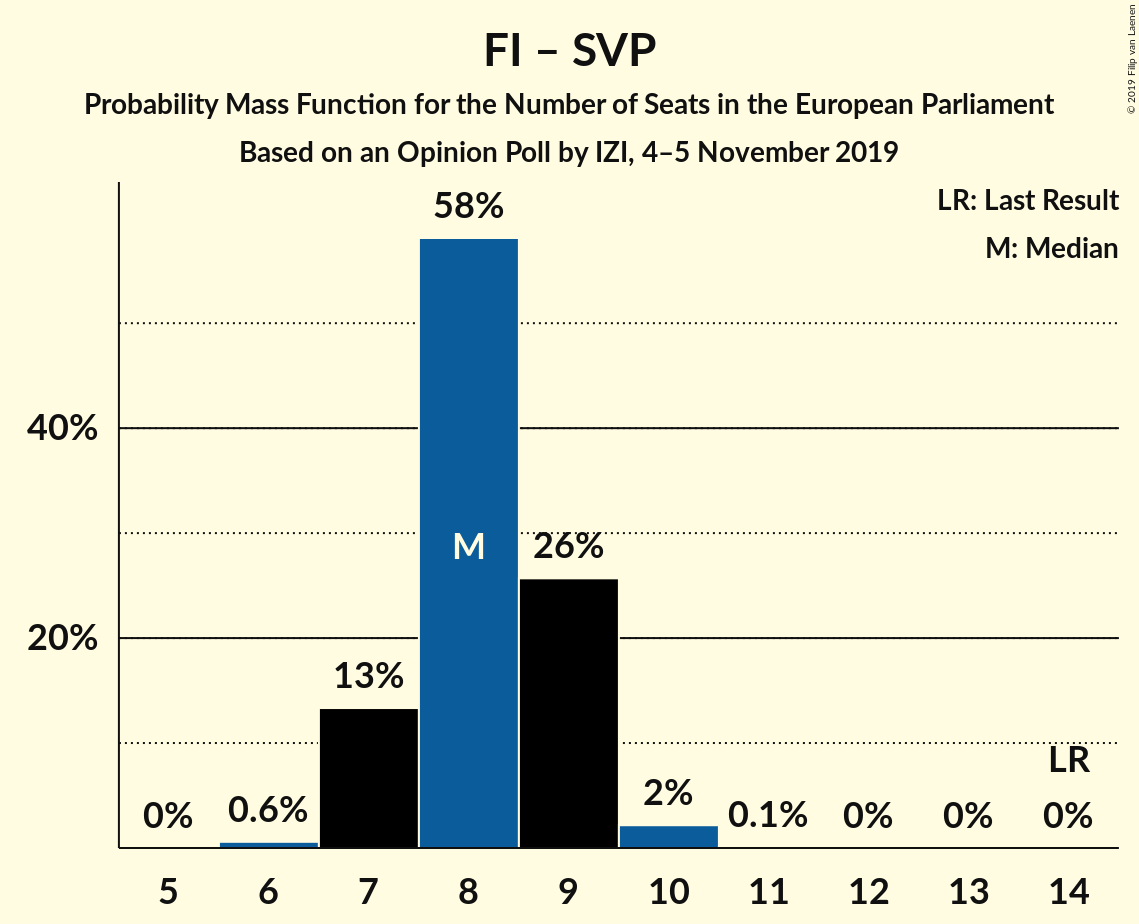 FI – SVP
Probability Mass Function for the Number of Seats in the European Parliament
Based on an Opinion Poll by IZI, 4–5 November 2019
© 2019 Filip van Laenen
LR: Last Result
M: Median
58%
40%
M
26%
20%
13%
LR
0%
0.6%
2%
0.1%
0%
0%
0%
5 6 7 8 9 10 11 12 13 14